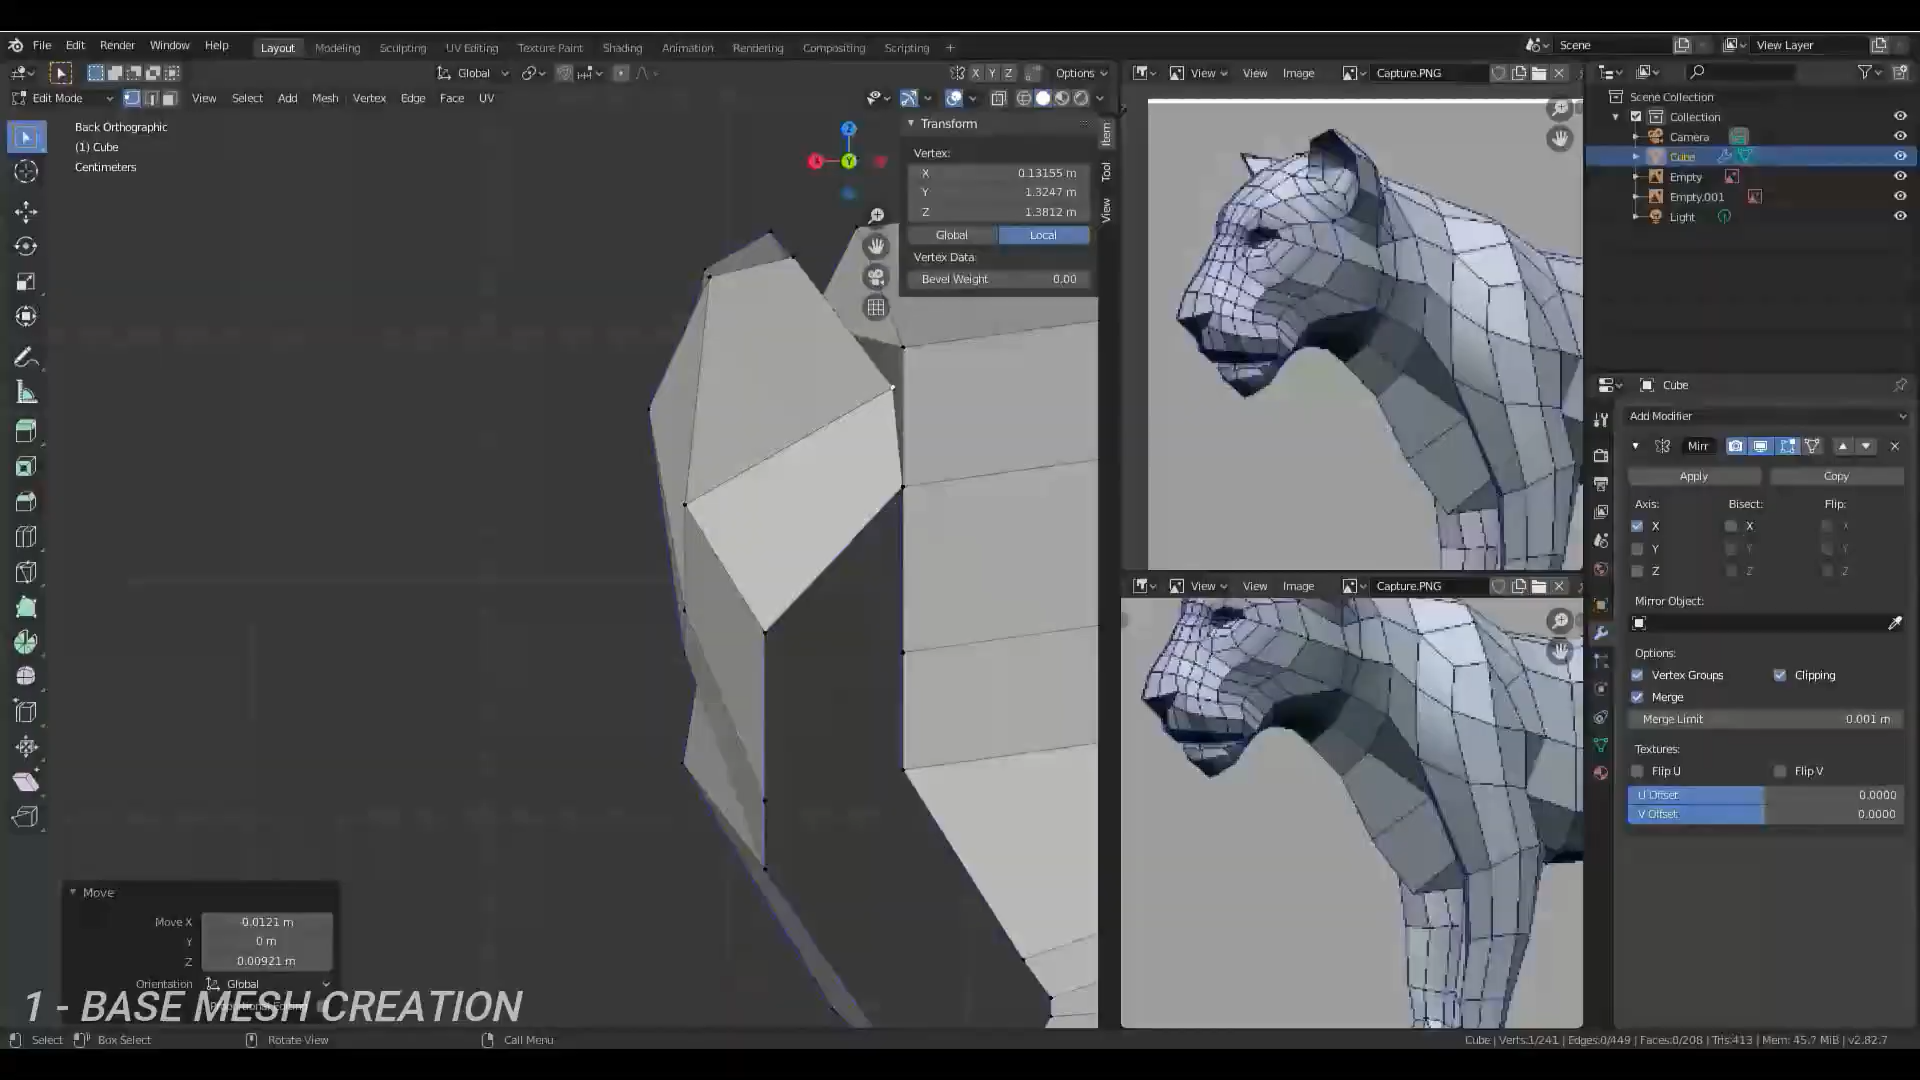 File Edit Render Window Help Layout Modeling Sculpting UV Editing Texture Paint Shading Animation Rendering Compositing Scripting + Scene View Layer
Global X Y Z Options
Edit Mode View Select Add Mesh Vertex Edge Face UV
Back Orthographic
(1) Cube
Centimeters
Z
X
Y
Transform
Vertex:
X 0.13155 m
Y 1.3247 m
Z 1.3812 m
Global Local
Vertex Data:
Bevel Weight 0.00
Item
Tool
View
View View Image Capture.PNG
View View Image Capture.PNG
Scene Collection
Collection
Camera
Cube
Empty
Empty.001
Light
Cube
Add Modifier
Mirr
Apply Copy
Axis: Bisect: Flip:
X X X
Y Y Y
Z Z Z
Mirror Object:
Options:
Vertex Groups Clipping
Merge
Merge Limit 0.001 m
Textures:
Flip U Flip V
U Offset 0.0000
V Offset 0.0000
Move
Move X -0.0121 m
Y 0 m
Z 0.00921 m
Orientation Global
1 - BASE MESH CREATION
Select Box Select Rotate View Call Menu
Cube | Verts:1/241 | Edges:0/449 | Faces:0/208 | Tris:413 | Mem: 45.7 MiB | v2.82.7